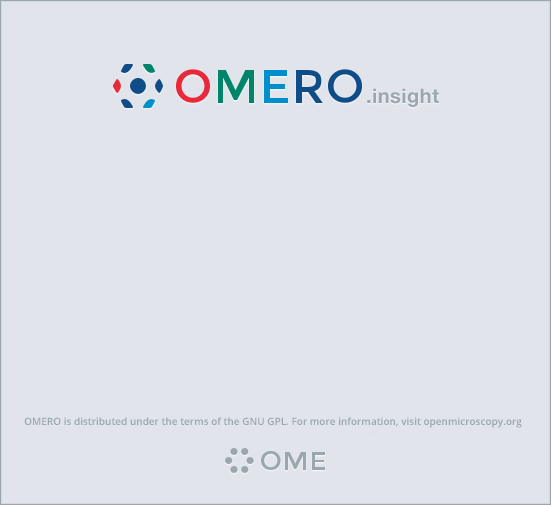 OMERO.insight
OMERO is distributed under the terms of the GNU GPL. For more information, visit openmicroscopy.org
OME